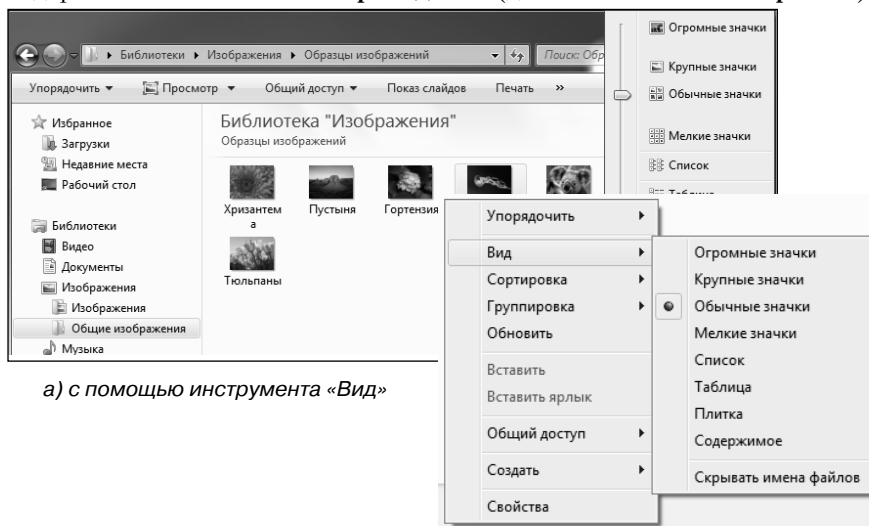 Библиотеки ▸ Изображения ▸ Образцы изображений
Поиск: Обр
Упорядочить ▾ Просмотр ▾ Общий доступ ▾ Показ слайдов Печать »
Избранное
Загрузки
Недавние места
Рабочий стол
Библиотеки
Видео
Документы
Изображения
Изображения
Общие изображения
Музыка
Библиотека "Изображения"
Образцы изображений
Хризантем
а
Пустыня
Гортензия
Тюльпаны
Огромные значки
Крупные значки
Обычные значки
Мелкие значки
Список
Таблица
Упорядочить
Вид
Сортировка
Группировка
Обновить
Вставить
Вставить ярлык
Общий доступ
Создать
Свойства
Огромные значки
Крупные значки
Обычные значки
Мелкие значки
Список
Таблица
Плитка
Содержимое
Скрывать имена файлов
а) с помощью инструмента «Вид»